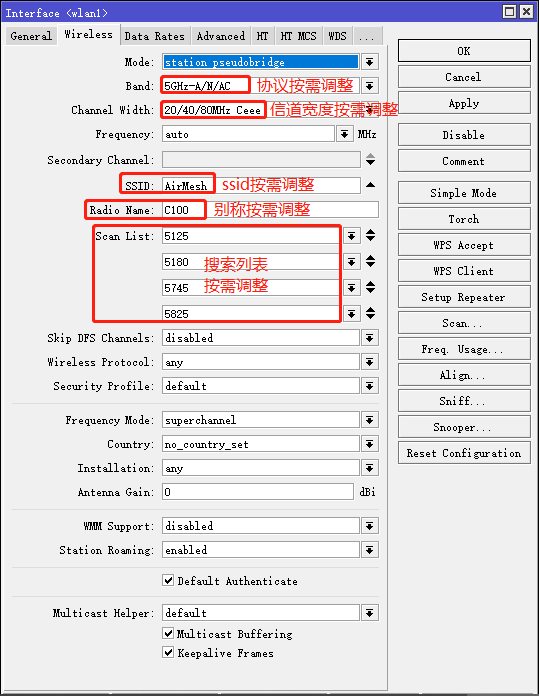 Interface <wlan1>
General Wireless Data Rates Advanced HT HT MCS WDS ...
Mode: station pseudobridge
Band: 5GHz-A/N/AC 协议按需调整
Channel Width: 20/40/80MHz Ceee 信道宽度按需调整
Frequency: auto MHz
Secondary Channel:
SSID: AirMesh ssid按需调整
Radio Name: C100 别称按需调整
Scan List: 5125
5180 搜索列表
5745 按需调整
5825
Skip DFS Channels: disabled
Wireless Protocol: any
Security Profile: default
Frequency Mode: superchannel
Country: no_country_set
Installation: any
Antenna Gain: 0 dBi
WMM Support: disabled
Station Roaming: enabled
Default Authenticate
Multicast Helper: default
Multicast Buffering
Keepalive Frames
OK
Cancel
Apply
Disable
Comment
Simple Mode
Torch
WPS Accept
WPS Client
Setup Repeater
Scan...
Freq. Usage...
Align...
Sniff...
Snooper...
Reset Configuration